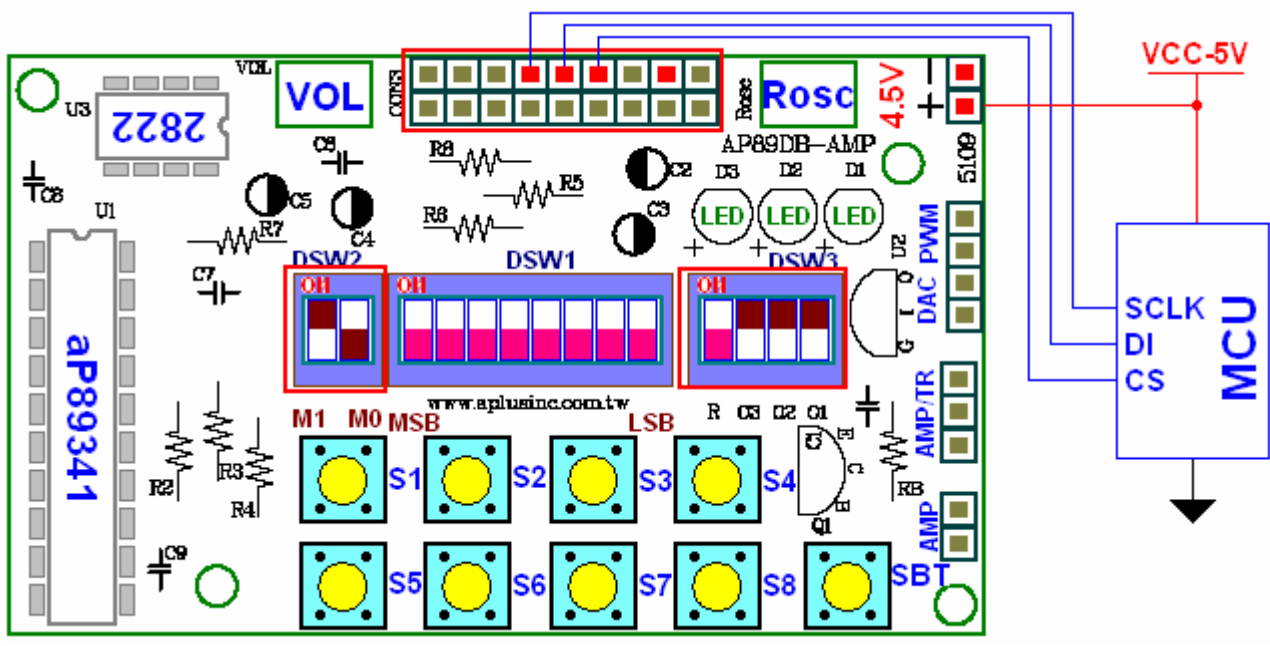 VCC-5V
VOL
VOL
CON3
Rosc
Rosc
4.5V
− +
U3
2822
AP89DB-AMP
5109
C6
R8
R5
R6
C2
C3
D3 D2 D1
LED LED LED
+ + +
C8
U1
C5
C4
R7
C7
U2
O
I
G
PWM
DAC
DSW2 DSW1 DSW3
ON ON ON
aP89341
SCLK
DI
CS
MCU
www.aplusinc.com.tw
M1 M0 MSB LSB
R O3 O2 O1
AMP/TR
S1 S2 S3 S4
C1
E
C
Q1
RB
R2
R3
R4
AMP
C9
S5 S6 S7 S8 SBT